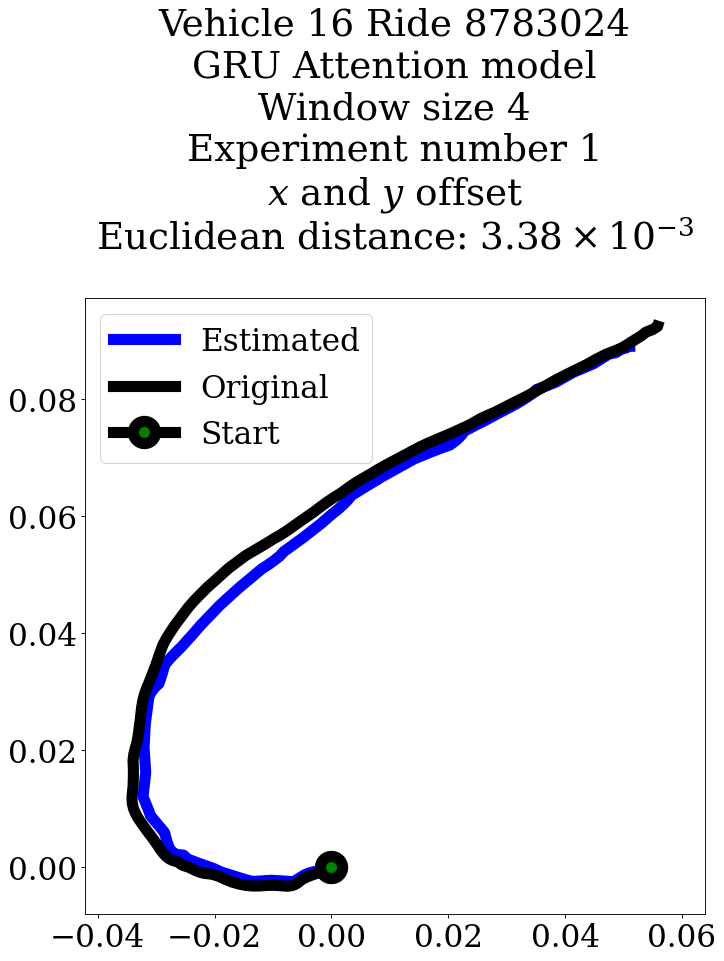 Vehicle 16 Ride 8783024
GRU Attention model
Window size 4
Experiment number 1
x and y offset
Euclidean distance: 3.38 × 10⁻³
Estimated
Original
Start
0.08
0.06
0.04
0.02
0.00
−0.04 −0.02 0.00 0.02 0.04 0.06